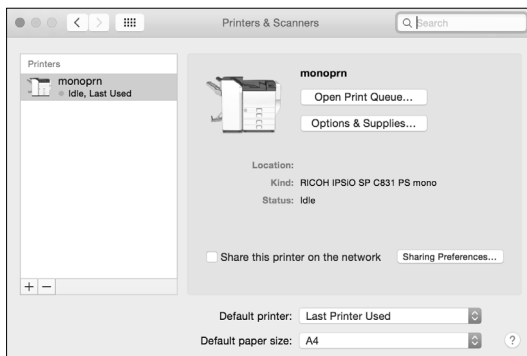 Printers & Scanners
Search
Printers
monoprn
Idle, Last Used
monoprn
Open Print Queue...
Options & Supplies...
Location:
Kind: RICOH IPSiO SP C831 PS mono
Status: Idle
Share this printer on the network
Sharing Preferences...
+ −
Default printer: Last Printer Used
Default paper size: A4
?